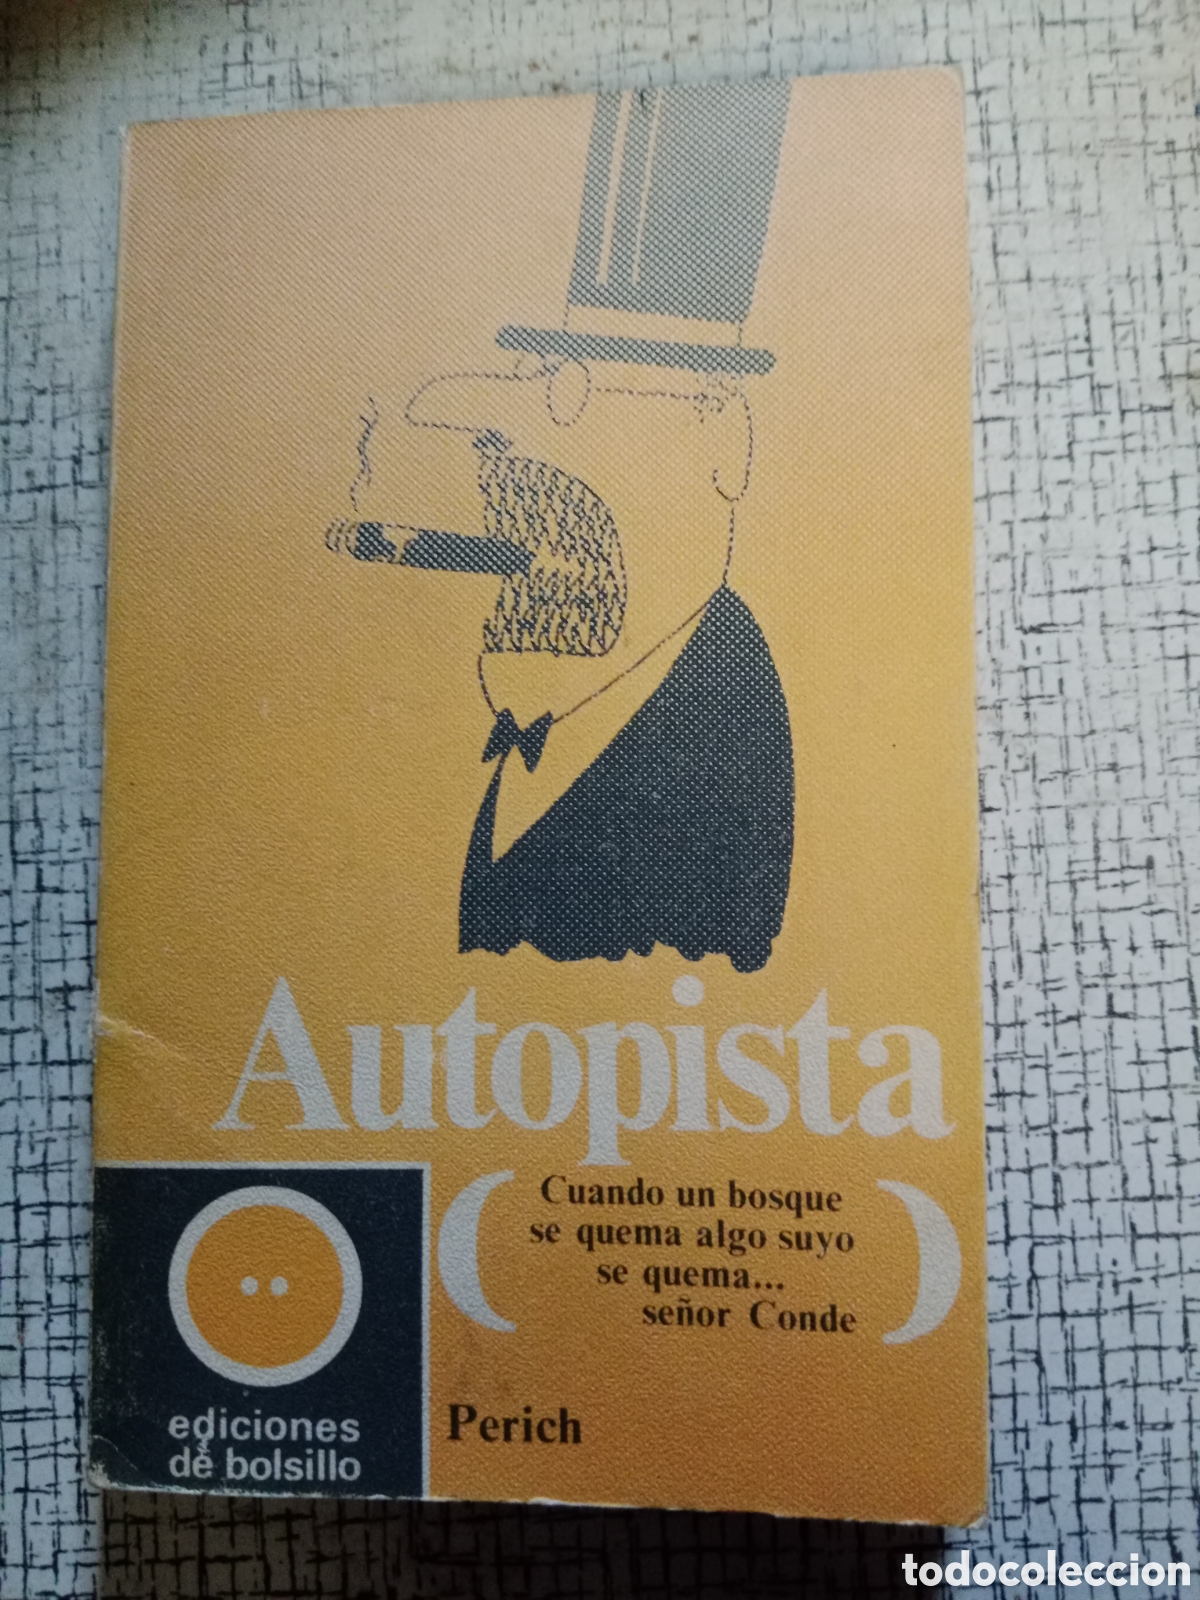 Autopista
(Cuando un bosque
se quema algo suyo
se quema...
señor Conde)
Perich
ediciones
de bolsillo
todocoleccion